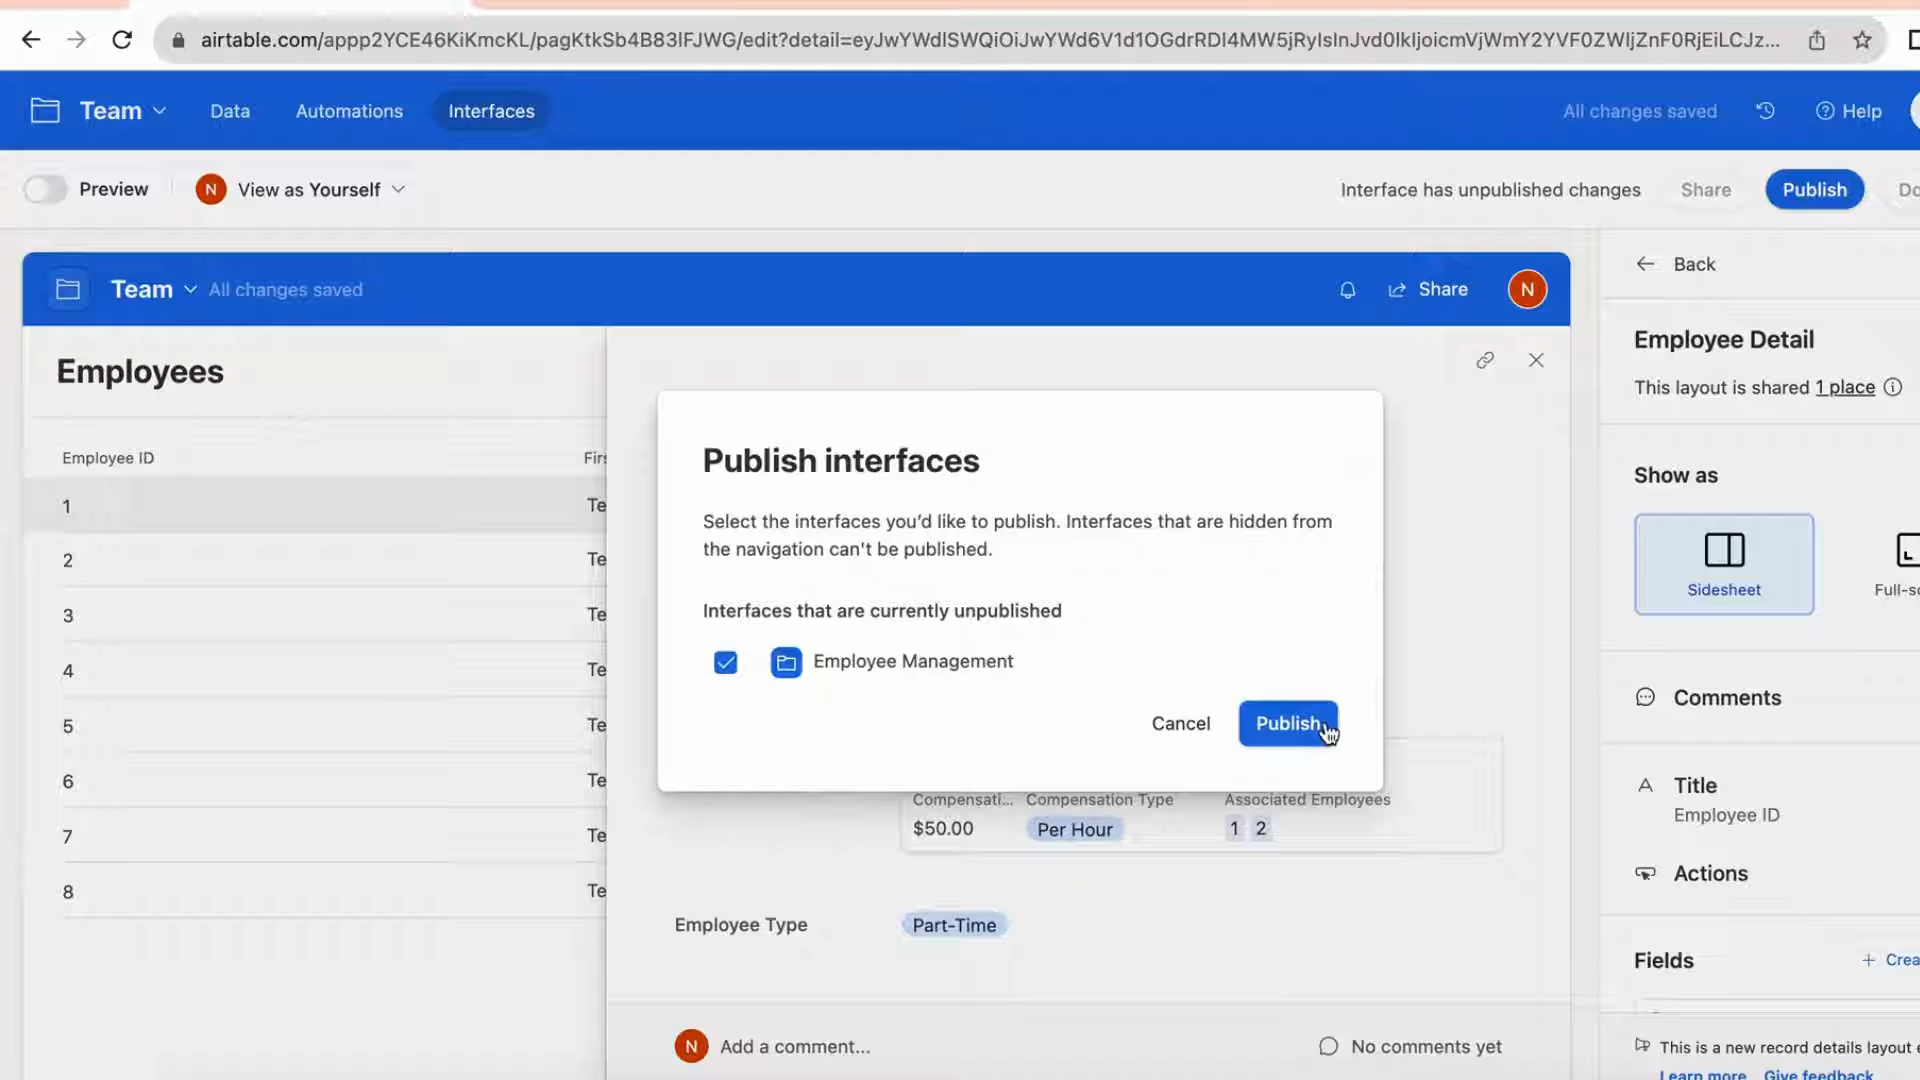 airtable.com/appp2YCE46KiKmcKL/pagKtkSb4B83lFJWG/edit?detail=eyJwYWdlSWQiOiJwYWd6V1d1OGdrRDl4MW5jRyIsInJvd0lkIjoicmVjWmY2YVF0ZWljZnF0RjEiLCJz...
Team Data Automations Interfaces All changes saved Help
Preview N View as Yourself Interface has unpublished changes Share Publish Do
Back
Team All changes saved Share N
Employee Detail
This layout is shared 1 place
Employees
Employee ID Firs
Show as
Sidesheet Full-sc
1 Te
2 Te
3 Te
4 Te
5 Te
6 Te
7 Te
8 Te
Publish interfaces
Select the interfaces you'd like to publish. Interfaces that are hidden from
the navigation can't be published.
Interfaces that are currently unpublished
Employee Management
Cancel Publish
Compensati... Compensation Type Associated Employees
$50.00 Per Hour 1 2
Employee Type Part-Time
N Add a comment... No comments yet
Comments
Title
Employee ID
Actions
Fields + Crea
This is a new record details layout e
Learn more Give feedback